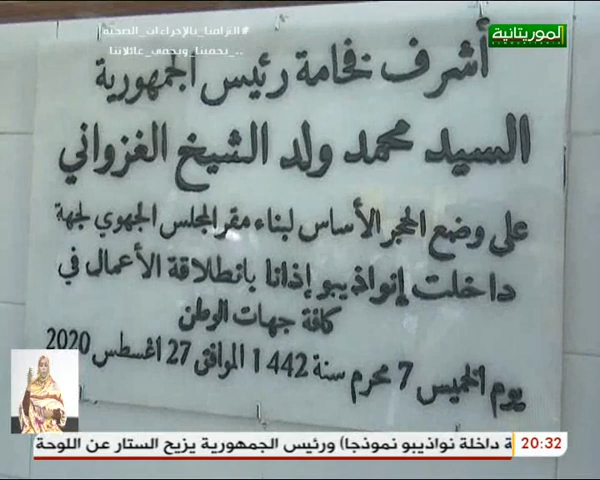 #التزامنا_بالإجراءات_الصحية
.._يحمينا_ويحمي_عائلاتنا
الموريتانية
أشرف فخامة رئيس الجمهورية
السيد محمد ولد الشيخ الغزواني
على وضع الحجر الأساس لبناء مقر المجلس الجهوي لجهة
داخلت إنواذيبو إذانا بانطلاقة الأعمال في
كافة جهات الوطن
يوم الخميس 7 محرم سنة 1442 الموافق 27 اغسطس 2020
20:32
ة داخلة نواذيبو نموذجا) ورئيس الجمهورية يزيح الستار عن اللوحة